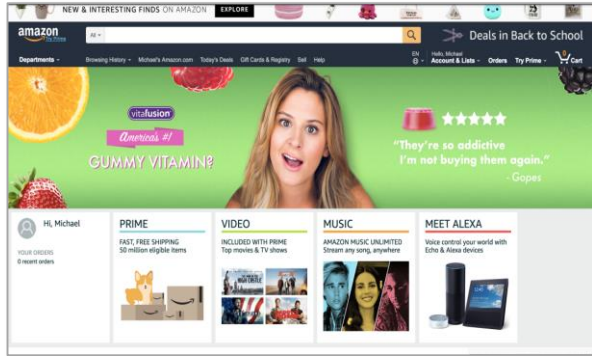 NEW & INTERESTING FINDS ON AMAZON EXPLORE
amazon
Try Prime
All
Deals in Back to School
Departments
Browsing History Michael's Amazon.com Today's Deals Gift Cards & Registry Sell Help
EN
Hello, Michael
Account & Lists Orders Try Prime 0 Cart
vitafusion
America's #1
GUMMY VITAMIN®
"They're so addictive
I'm not buying them again."
- Gopes
Hi, Michael
YOUR ORDERS
0 recent orders
PRIME
FAST, FREE SHIPPING
50 million eligible items
VIDEO
INCLUDED WITH PRIME
Top movies & TV shows
MUSIC
AMAZON MUSIC UNLIMITED
Stream any song, anywhere
MEET ALEXA
Voice control your world with
Echo & Alexa devices